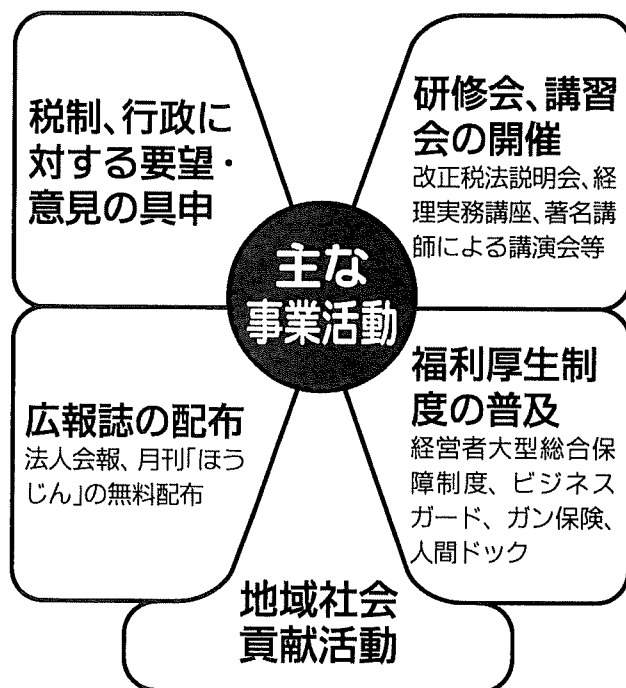 税制、行政に
対する要望・
意見の具申
研修会、講習
会の開催
改正税法説明会、経
理実務講座、著名講
師による講演会等
主な
事業活動
広報誌の配布
法人会報、月刊「ほう
じん」の無料配布
福利厚生制
度の普及
経営者大型総合保
障制度、ビジネス
ガード、ガン保険、
人間ドック
地域社会
貢献活動